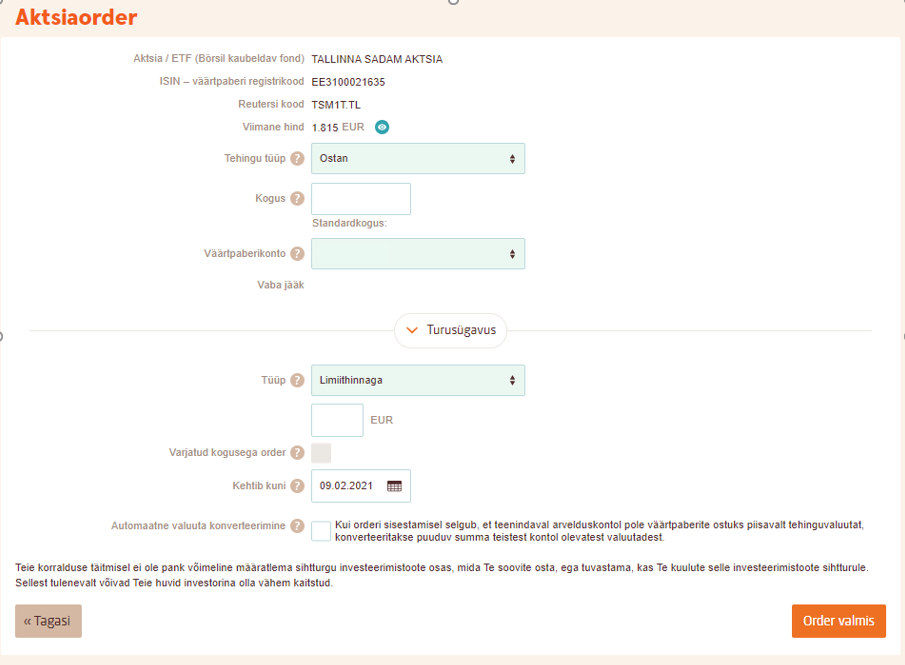 Aktsiaorder
Aktsia / ETF (Börsil kaubeldav fond) TALLINNA SADAM AKTSIA
ISIN – väärtpaberi registrikood EE3100021635
Reutersi kood TSM1T.TL
Viimane hind 1.815 EUR
Tehingu tüüp ? Ostan
Kogus ?
Standardkogus:
Väärtpaberikonto ?
Vaba jääk
Turusügavus
Tüüp ? Limiithinnaga
EUR
Varjatud kogusega order ?
Kehtib kuni ? 09.02.2021
Automaatne valuuta konverteerimine ? Kui orderi sisestamisel selgub, et teenindaval arvelduskontol pole väärtpaberite ostuks piisavalt tehinguvaluutat,
konverteeritakse puuduv summa teistest kontol olevatest valuutadest.
Teie korralduse täitmisel ei ole pank võimeline määratlema sihtturgu investeerimistoote osas, mida Te soovite osta, ega tuvastama, kas Te kuulute selle investeerimistoote sihtturule.
Sellest tulenevalt võivad Teie huvid investorina olla vähem kaitstud.
« Tagasi Order valmis